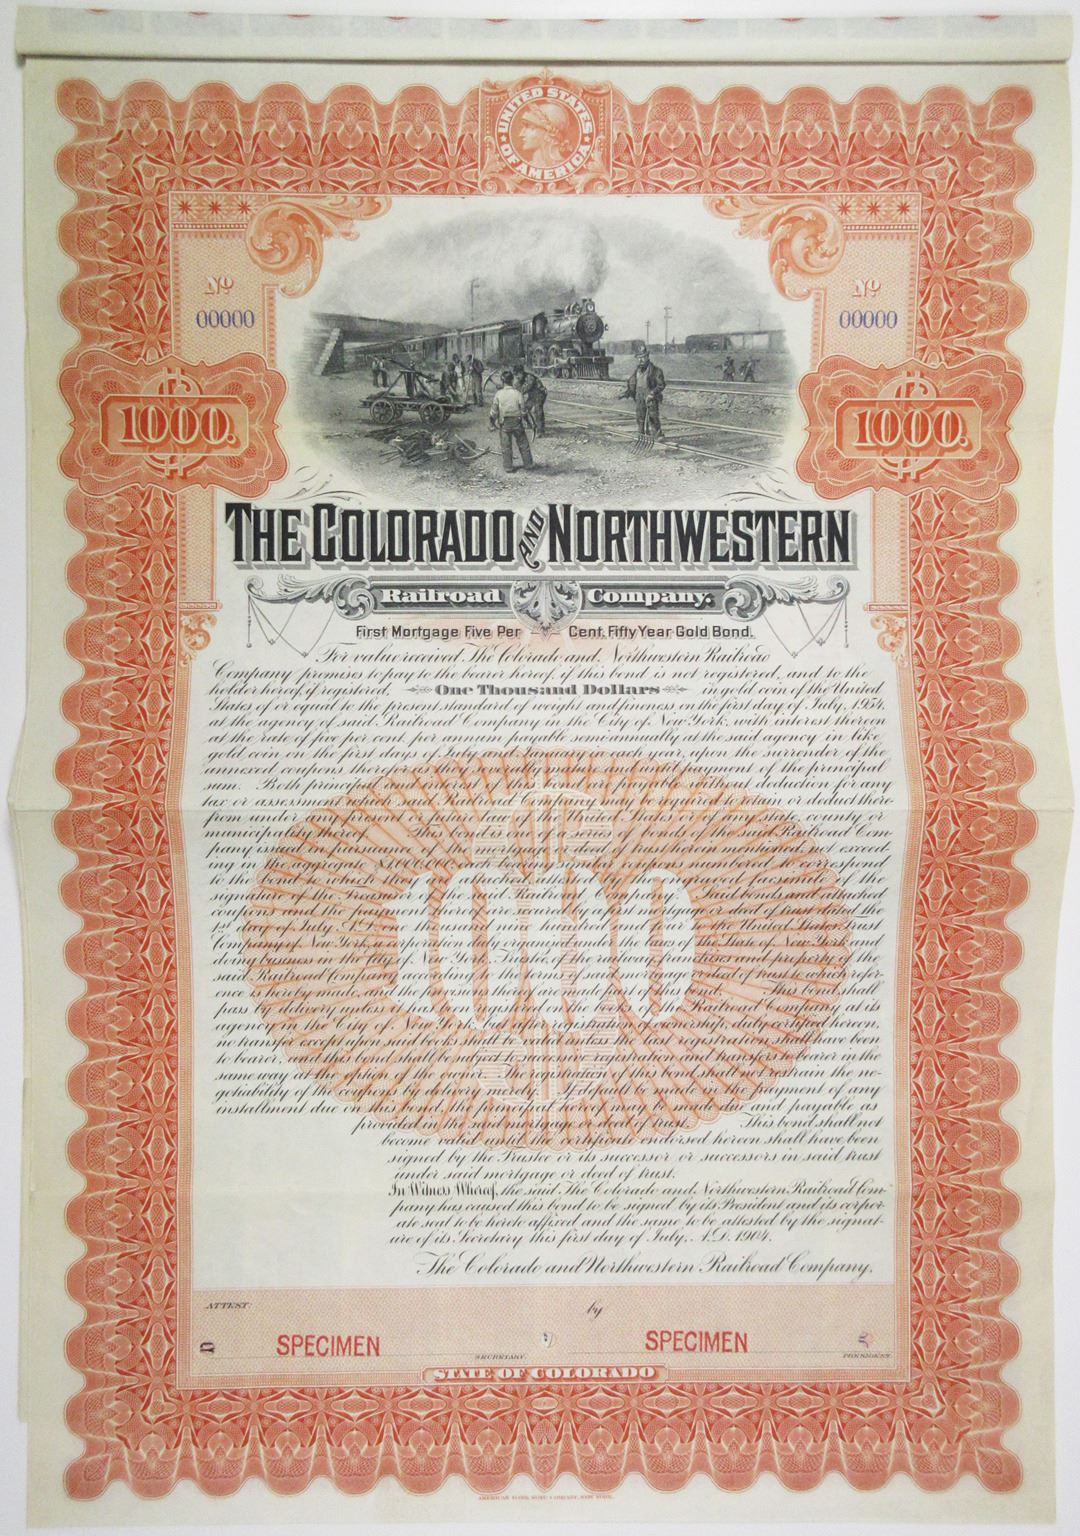 UNITED STATES
OF AMERICA
No
00000
No
00000
1000.
1000.
THE COLORADO AND NORTHWESTERN
Railroad Company.
First Mortgage Five Per Cent. Fifty Year Gold Bond.
For value received, The Colorado and Northwestern Railroad
Company promises to pay to the bearer hereof, if this bond is not registered, and to the
holder hereof, if registered, One Thousand Dollars in gold coin of the United
States of or equal to the present standard of weight and fineness on the first day of July, 1954,
at the agency of said Railroad Company in the City of New York, with interest thereon
at the rate of five per cent. per annum payable semi-annually at the said agency in like
gold coin on the first days of July and January in each year, upon the surrender of the
annexed coupons therefor as they severally mature and until payment of the principal
sum. Both principal and interest of this bond are payable without deduction for any
tax or assessment which said Railroad Company may be required to retain or deduct there-
from under any present or future law of the United States or of any state, county or
municipality thereof. This bond is one of a series of bonds of the said Railroad Com-
pany issued in pursuance of the mortgage or deed of trust herein mentioned, not exceed-
ing in the aggregate $1,000,000, each bearing similar coupons numbered to correspond
to the bond to which they are attached, attested by the engraved facsimile of the
signature of the Treasurer of the said Railroad Company. Said bonds and attached
coupons and the payment thereof are secured by a first mortgage or deed of trust dated the
1st day of July, A.D. one thousand nine hundred and four to the United States Trust
Company of New York, a corporation duly organized under the laws of the State of New York and
doing business in the City of New York, Trustee, of the railway, franchises and property of the
said Railroad Company according to the terms of said mortgage or deed of trust to which refer-
ence is hereby made, and the provisions thereof are made part of this bond. This bond shall
pass by delivery unless it has been registered on the books of the Railroad Company at its
agency in the City of New York, but after registration of ownership, duly certified hereon,
no transfer except upon said books shall be valid unless the last registration shall have been
to bearer, and this bond shall be subject to successive registration and transfers to bearer in the
same way at the option of the owner. The registration of this bond shall not restrain the ne-
gotiability of the coupons by delivery merely. If default be made in the payment of any
installment due on this bond, the principal hereof may be made due and payable as
provided in the said mortgage or deed of trust. This bond shall not
become valid until the certificate endorsed hereon shall have been
signed by the Trustee or its successor or successors in said trust
under said mortgage or deed of trust.
In Witness Whereof, the said The Colorado and Northwestern Railroad Com-
pany has caused this bond to be signed by its President and its corpor-
ate seal to be hereto affixed and the same to be attested by the signat-
ure of its Secretary this first day of July, A.D. 1904.
The Colorado and Northwestern Railroad Company,
ATTEST:
by
D
SPECIMEN
SPECIMEN
SECRETARY.
PRESIDENT.
STATE OF COLORADO
AMERICAN BANK NOTE COMPANY, NEW YORK.